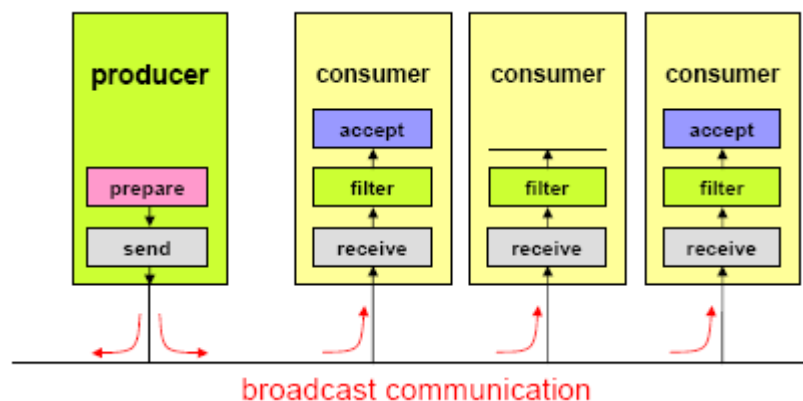 producer
prepare
send
consumer
accept
filter
receive
consumer
filter
receive
consumer
accept
filter
receive
broadcast communication